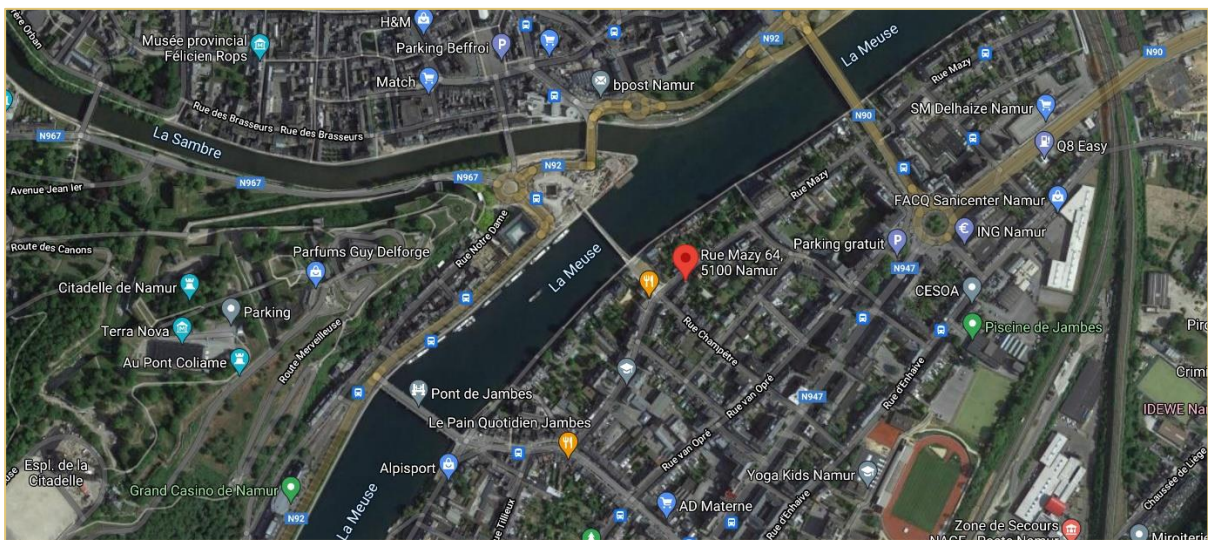 H&M
N92
La Meuse
Musée provincial
Félicien Rops
Parking Beffroi
N90
Rue Mazy
Match
bpost Namur
Rue des Brasseurs
Rue des Brasseurs
SM Delhaize Namur
N967
La Sambre
N90
Q8 Easy
N92
N967
N967
Avenue Jean Ier
Rue Mazy
FACQ Sanicenter Namur
Route des Canons
Rue Notre Dame
Parking gratuit
ING Namur
Parfums Guy Delforge
La Meuse
Rue Mazy 64,
5100 Namur
N947
Citadelle de Namur
CESOA
Parking
Terra Nova
Piscine de Jambes
Au Pont Coliame
Route Merveilleuse
Rue Champêtre
Pont de Jambes
Rue van Opré
Rue d'Enhaive
N947
Le Pain Quotidien Jambes
Rue van Opré
Espl. de la
Citadelle
Alpisport
Yoga Kids Namur
Grand Casino de Namur
La Meuse
AD Materne
Rue d'Enhaive
Chaussée de Liège
N92
Zone de Secours